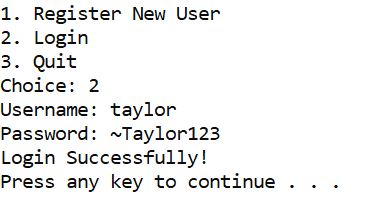 1. Register New User
2. Login
3. Quit
Choice: 2
Username: taylor
Password: ~Taylor123
Login Successfully!
Press any key to continue . . .